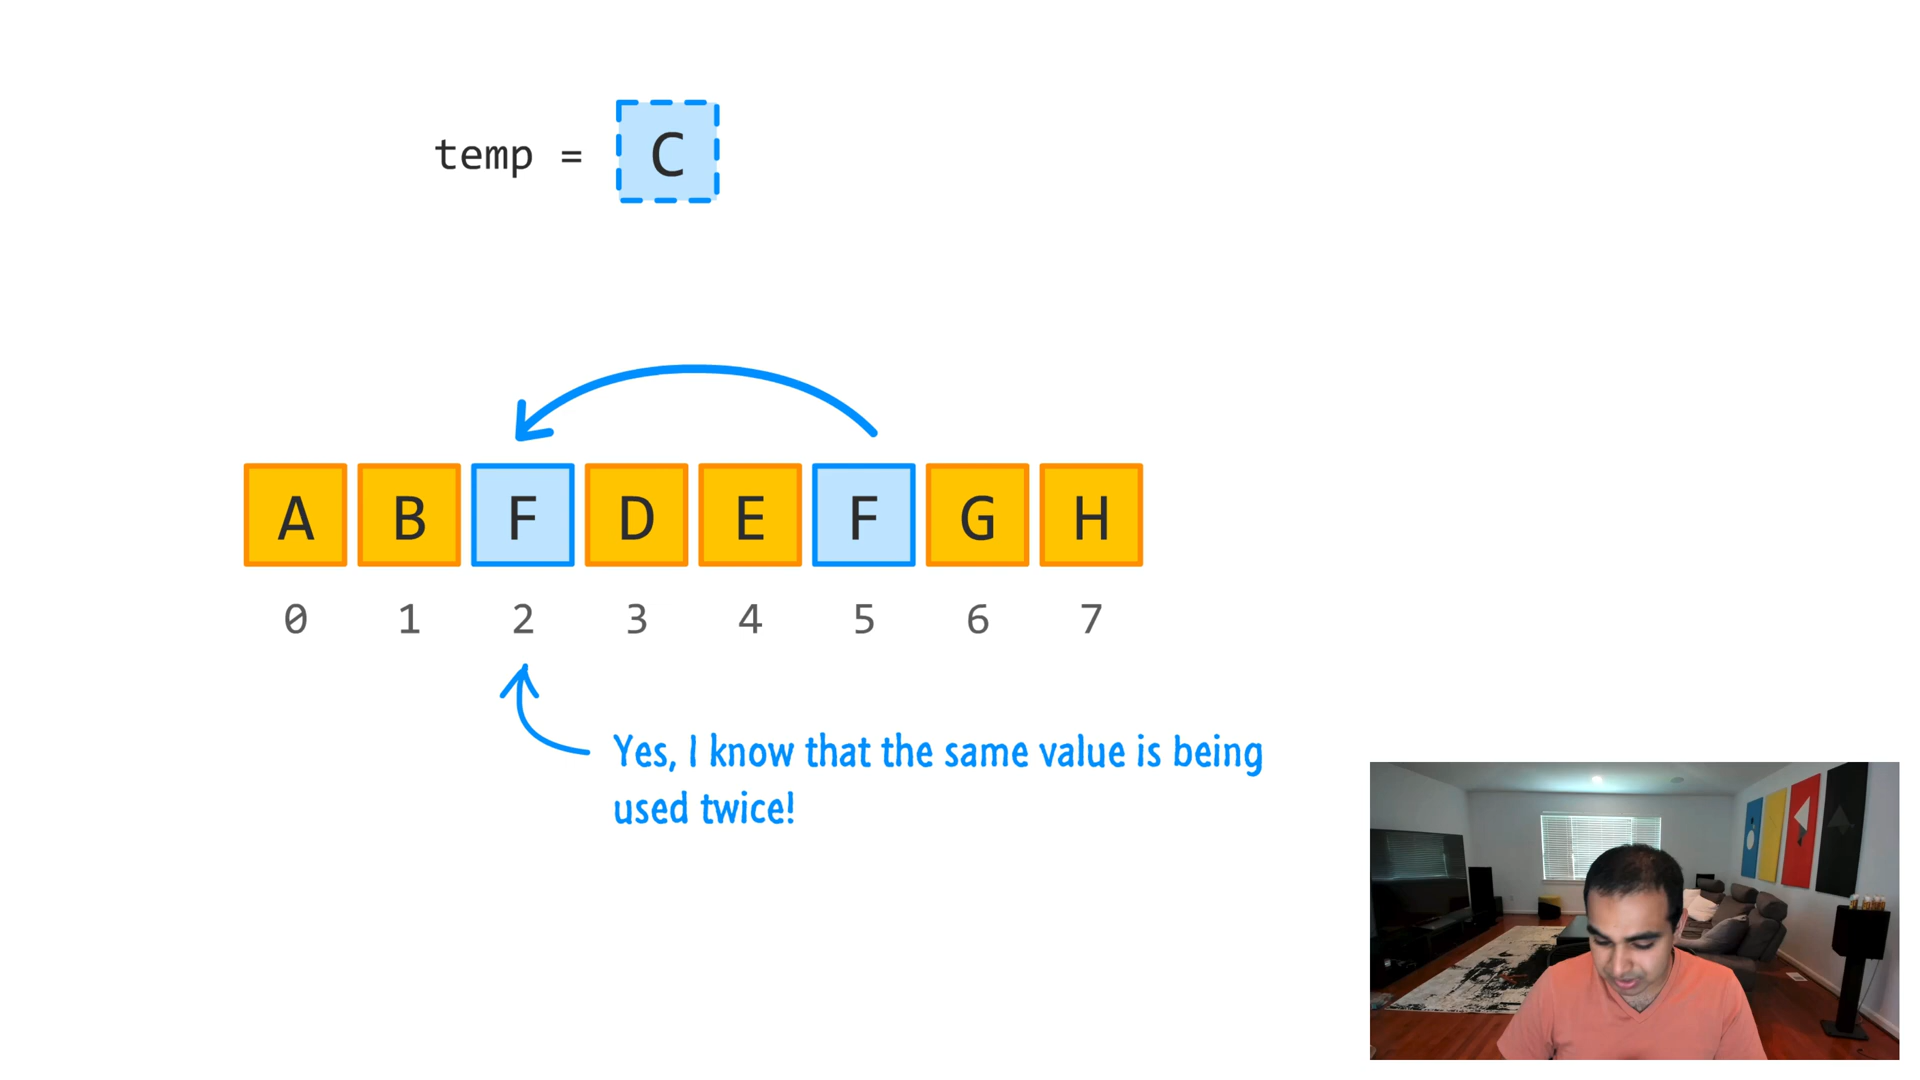 temp = C
A B F D E F G H
0 1 2 3 4 5 6 7
Yes, I know that the same value is being
used twice!